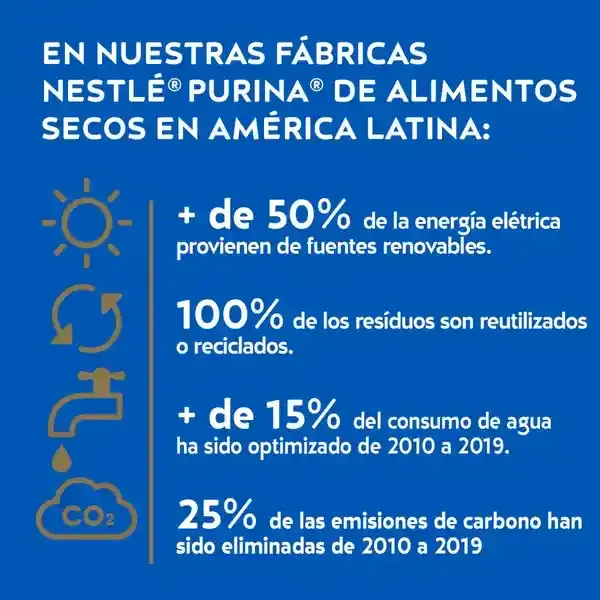 EN NUESTRAS FÁBRICAS
NESTLÉ® PURINA® DE ALIMENTOS
SECOS EN AMÉRICA LATINA:
+ de 50% de la energía elétrica
provienen de fuentes renovables.
100% de los resíduos son reutilizados
o reciclados.
+ de 15% del consumo de agua
ha sido optimizado de 2010 a 2019.
CO₂
25% de las emisiones de carbono han
sido eliminadas de 2010 a 2019